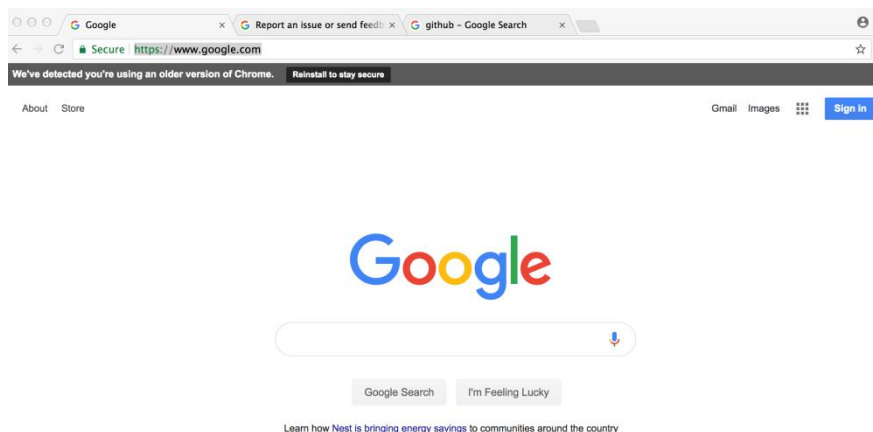 Google
Report an issue or send feedb
github – Google Search
Secure https://www.google.com
We've detected you're using an older version of Chrome. Reinstall to stay secure
About Store Gmail Images Sign in
Google
Google Search I'm Feeling Lucky
Learn how Nest is bringing energy savings to communities around the country